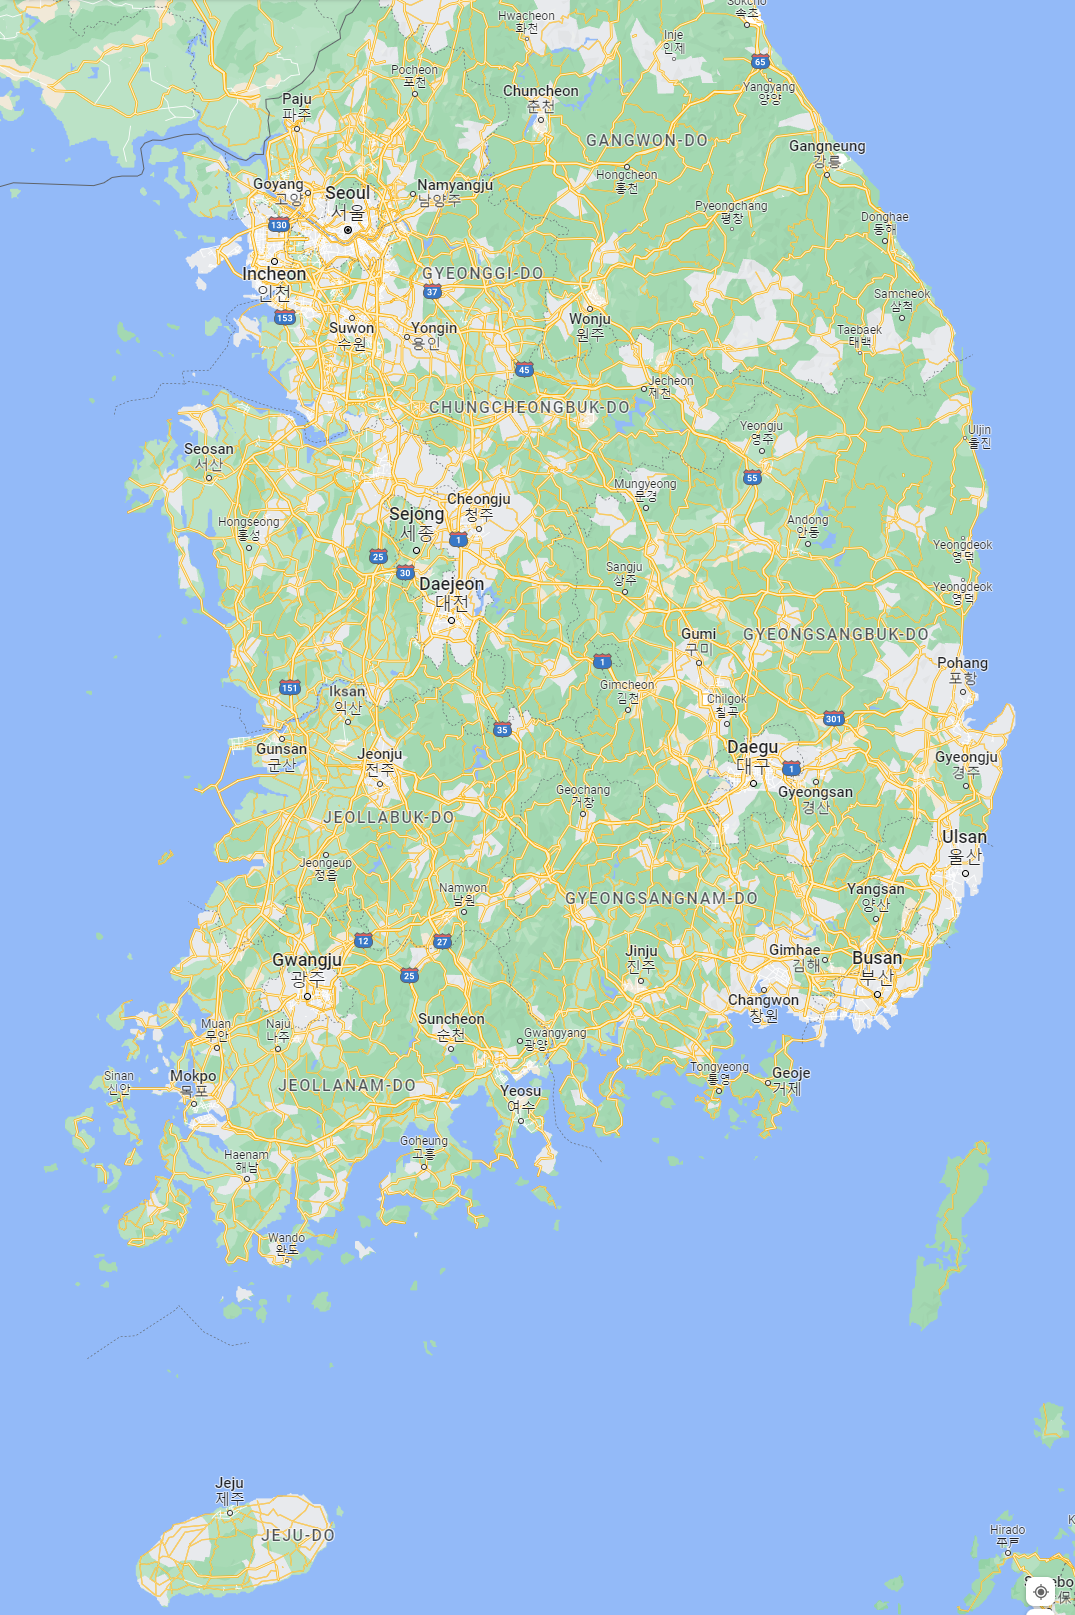 Sokcho
속초
Hwacheon
화천
Inje
인제
65
Pocheon
포천
Yangyang
양양
Chuncheon
춘천
Paju
파주
GANGWON-DO
Gangneung
강릉
Hongcheon
홍천
Goyang
고양
Seoul
서울
Namyangju
남양주
Pyeongchang
평창
Donghae
동해
130
Incheon
인천
GYEONGGI-DO
37
Samcheok
삼척
153
Suwon
수원
Yongin
용인
Wonju
원주
Taebaek
태백
45
Jecheon
제천
CHUNGCHEONGBUK-DO
Yeongju
영주
Uljin
울진
Seosan
서산
55
Mungyeong
문경
Cheongju
청주
Sejong
세종
Hongseong
홍성
Andong
안동
1
25
30
Yeongdeok
영덕
Sangju
상주
Daejeon
대전
Yeongdeok
영덕
Gumi
구미
GYEONGSANGBUK-DO
1
Pohang
포항
151
Iksan
익산
Gimcheon
김천
Chilgok
칠곡
301
35
Gunsan
군산
Jeonju
전주
Daegu
대구
1
Gyeongju
경주
Gyeongsan
경산
Geochang
거창
JEOLLABUK-DO
Ulsan
울산
Jeongeup
정읍
Namwon
남원
GYEONGSANGNAM-DO
Yangsan
양산
12
27
Gwangju
광주
25
Jinju
진주
Gimhae
김해
Busan
부산
Changwon
창원
Muan
무안
Naju
나주
Suncheon
순천
Gwangyang
광양
Sinan
신안
Mokpo
목포
JEOLLANAM-DO
Tongyeong
통영
Geoje
거제
Yeosu
여수
Haenam
해남
Goheung
고흥
Wando
완도
Jeju
제주
JEJU-DO
Hirado
平戸